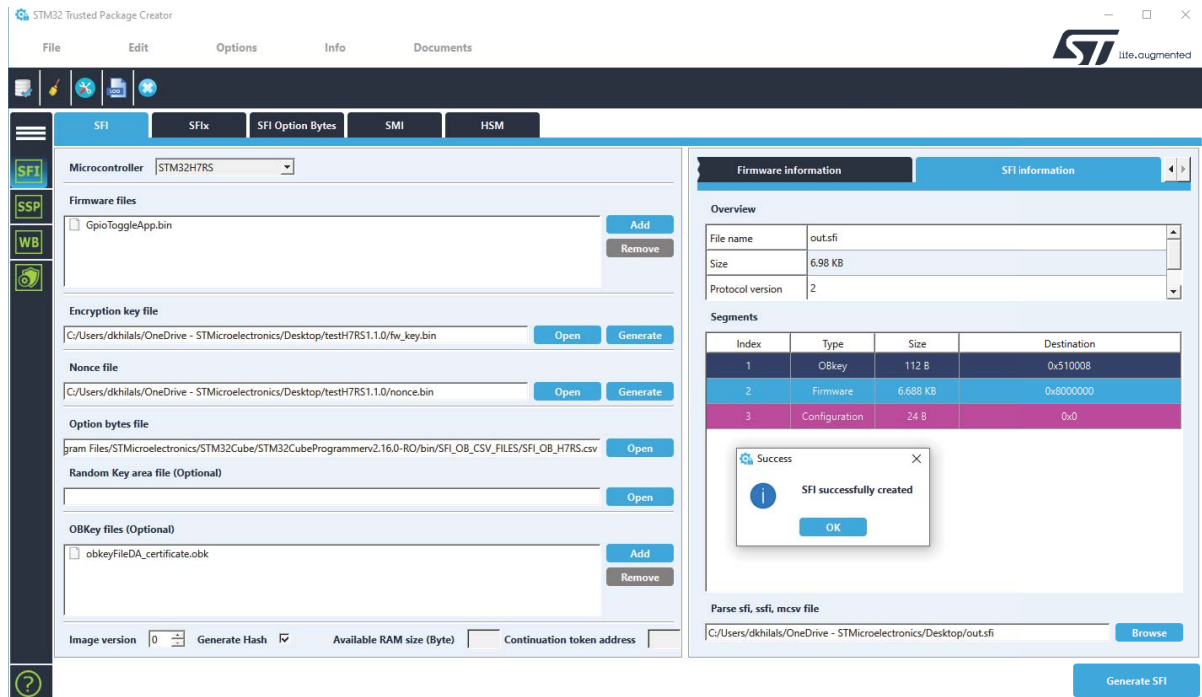 STM32 Trusted Package Creator
File Edit Options Info Documents
ST life.augmented
LOG
SFI SFIx SFI Option Bytes SMI HSM
SFI
SSP
WB
Microcontroller STM32H7RS
Firmware files
GpioToggleApp.bin
Add
Remove
Encryption key file
C:/Users/dkhilals/OneDrive - STMicroelectronics/Desktop/testH7RS1.1.0/fw_key.bin Open Generate
Nonce file
C:/Users/dkhilals/OneDrive - STMicroelectronics/Desktop/testH7RS1.1.0/nonce.bin Open Generate
Option bytes file
gram Files/STMicroelectronics/STM32Cube/STM32CubeProgrammerv2.16.0-RO/bin/SFI_OB_CSV_FILES/SFI_OB_H7RS.csv Open
Random Key area file (Optional)
Open
OBKey files (Optional)
obkeyFileDA_certificate.obk
Add
Remove
Image version 0 Generate Hash Available RAM size (Byte) Continuation token address
Firmware information SFI information
Overview
File name out.sfi
Size 6.98 KB
Protocol version 2
Segments
Index Type Size Destination
1 OBkey 112 B 0x510008
2 Firmware 6.688 KB 0x8000000
3 Configuration 24 B 0x0
Success
SFI successfully created
OK
Parse sfi, ssfi, mcsv file
C:/Users/dkhilals/OneDrive - STMicroelectronics/Desktop/out.sfi Browse
Generate SFI